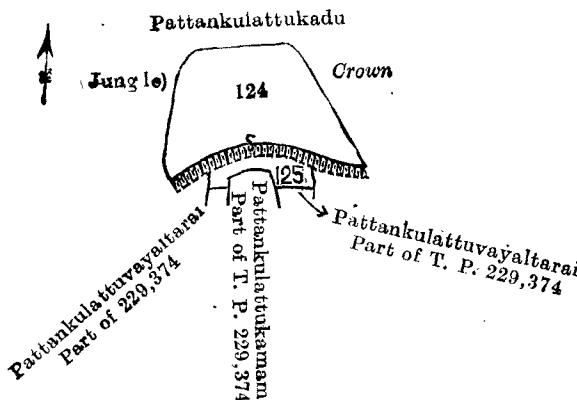 Pattankulattukadu
Jungle)
Crown
124
125
Pattankulattuvayaltarai
Part of 229,374
Pattankulattukamam
Part of T. P. 229,374
Pattankulattuvayaltarai
Part of T. P. 229,374